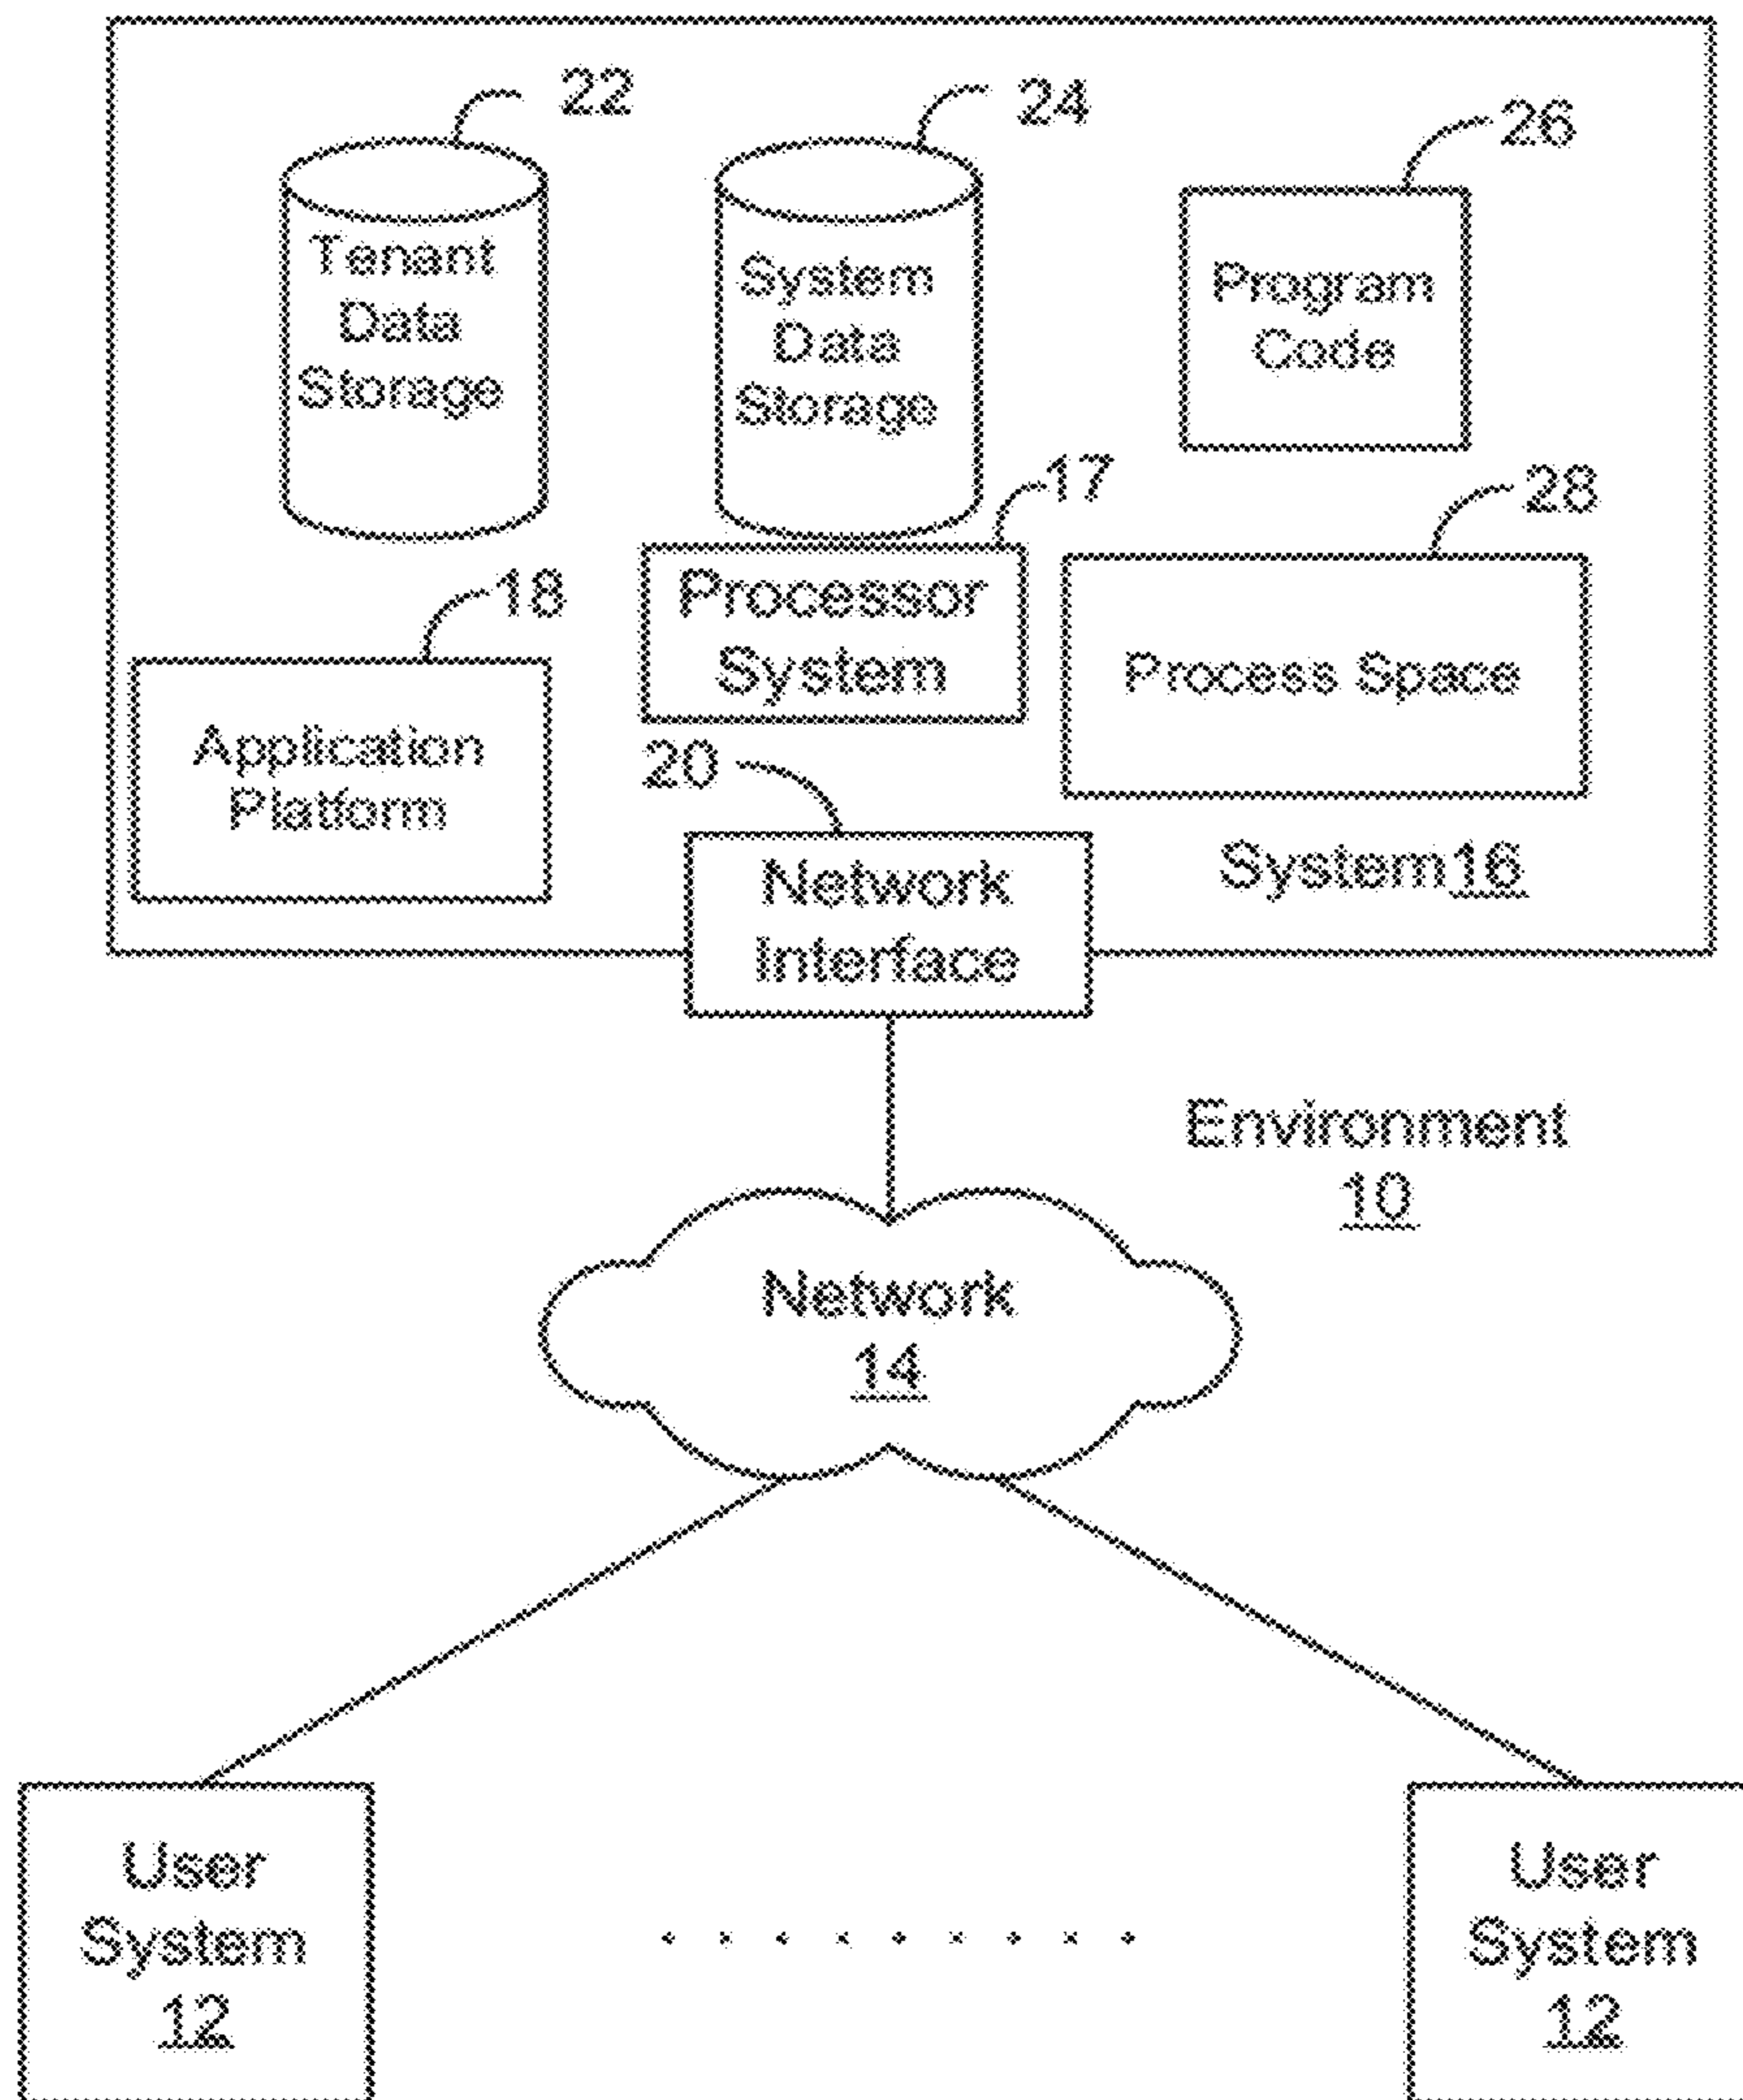 22
24
26
Tenant
Data
Storage
System
Data
Storage
Program
Code
17
28
18
Processor
System
Process Space
Application
Platform
20
Network
Interface
System 16
Environment
10
Network
14
User
System
12
User
System
12